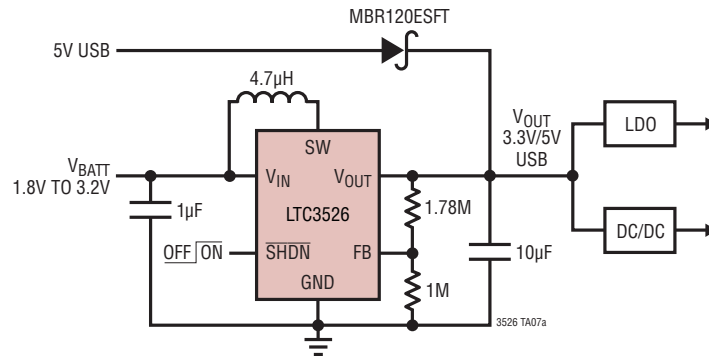 MBR120ESFT
5V USB
4.7µH
VOUT
3.3V/5V
USB
LDO
SW
VBATT
1.8V TO 3.2V
VIN
VOUT
1.78M
1µF
LTC3526
DC/DC
OFF ON
SHDN
FB
10µF
GND
1M
3526 TA07a